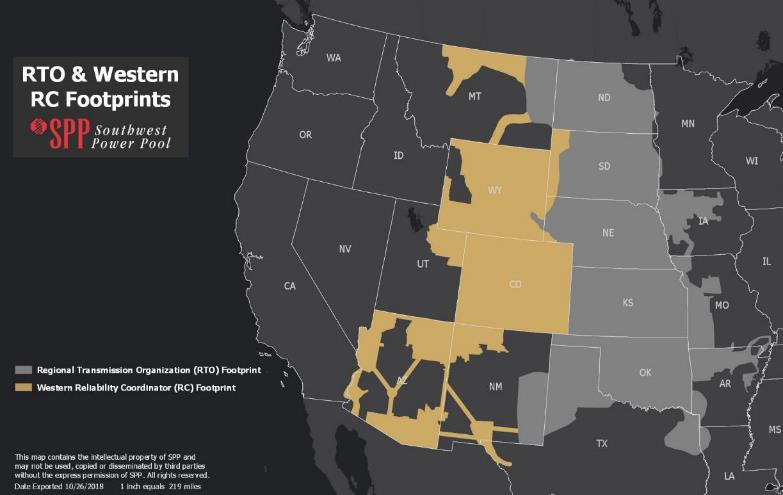 RTO & Western
RC Footprints
SPP Southwest
Power Pool
WA
MT
ND
MN
OR
ID
SD
WI
WY
IA
NE
NV
UT
CA
CO
IL
KS
MO
AZ
NM
OK
AR
TX
MS
LA
Regional Transmission Organization (RTO) Footprint
Western Reliability Coordinator (RC) Footprint
This map contains the intellectual property of SPP and
may not be used, copied or disseminated by third parties
without the express permission of SPP. All rights reserved.
Date Exported 10/26/2018 1 inch equals 219 miles